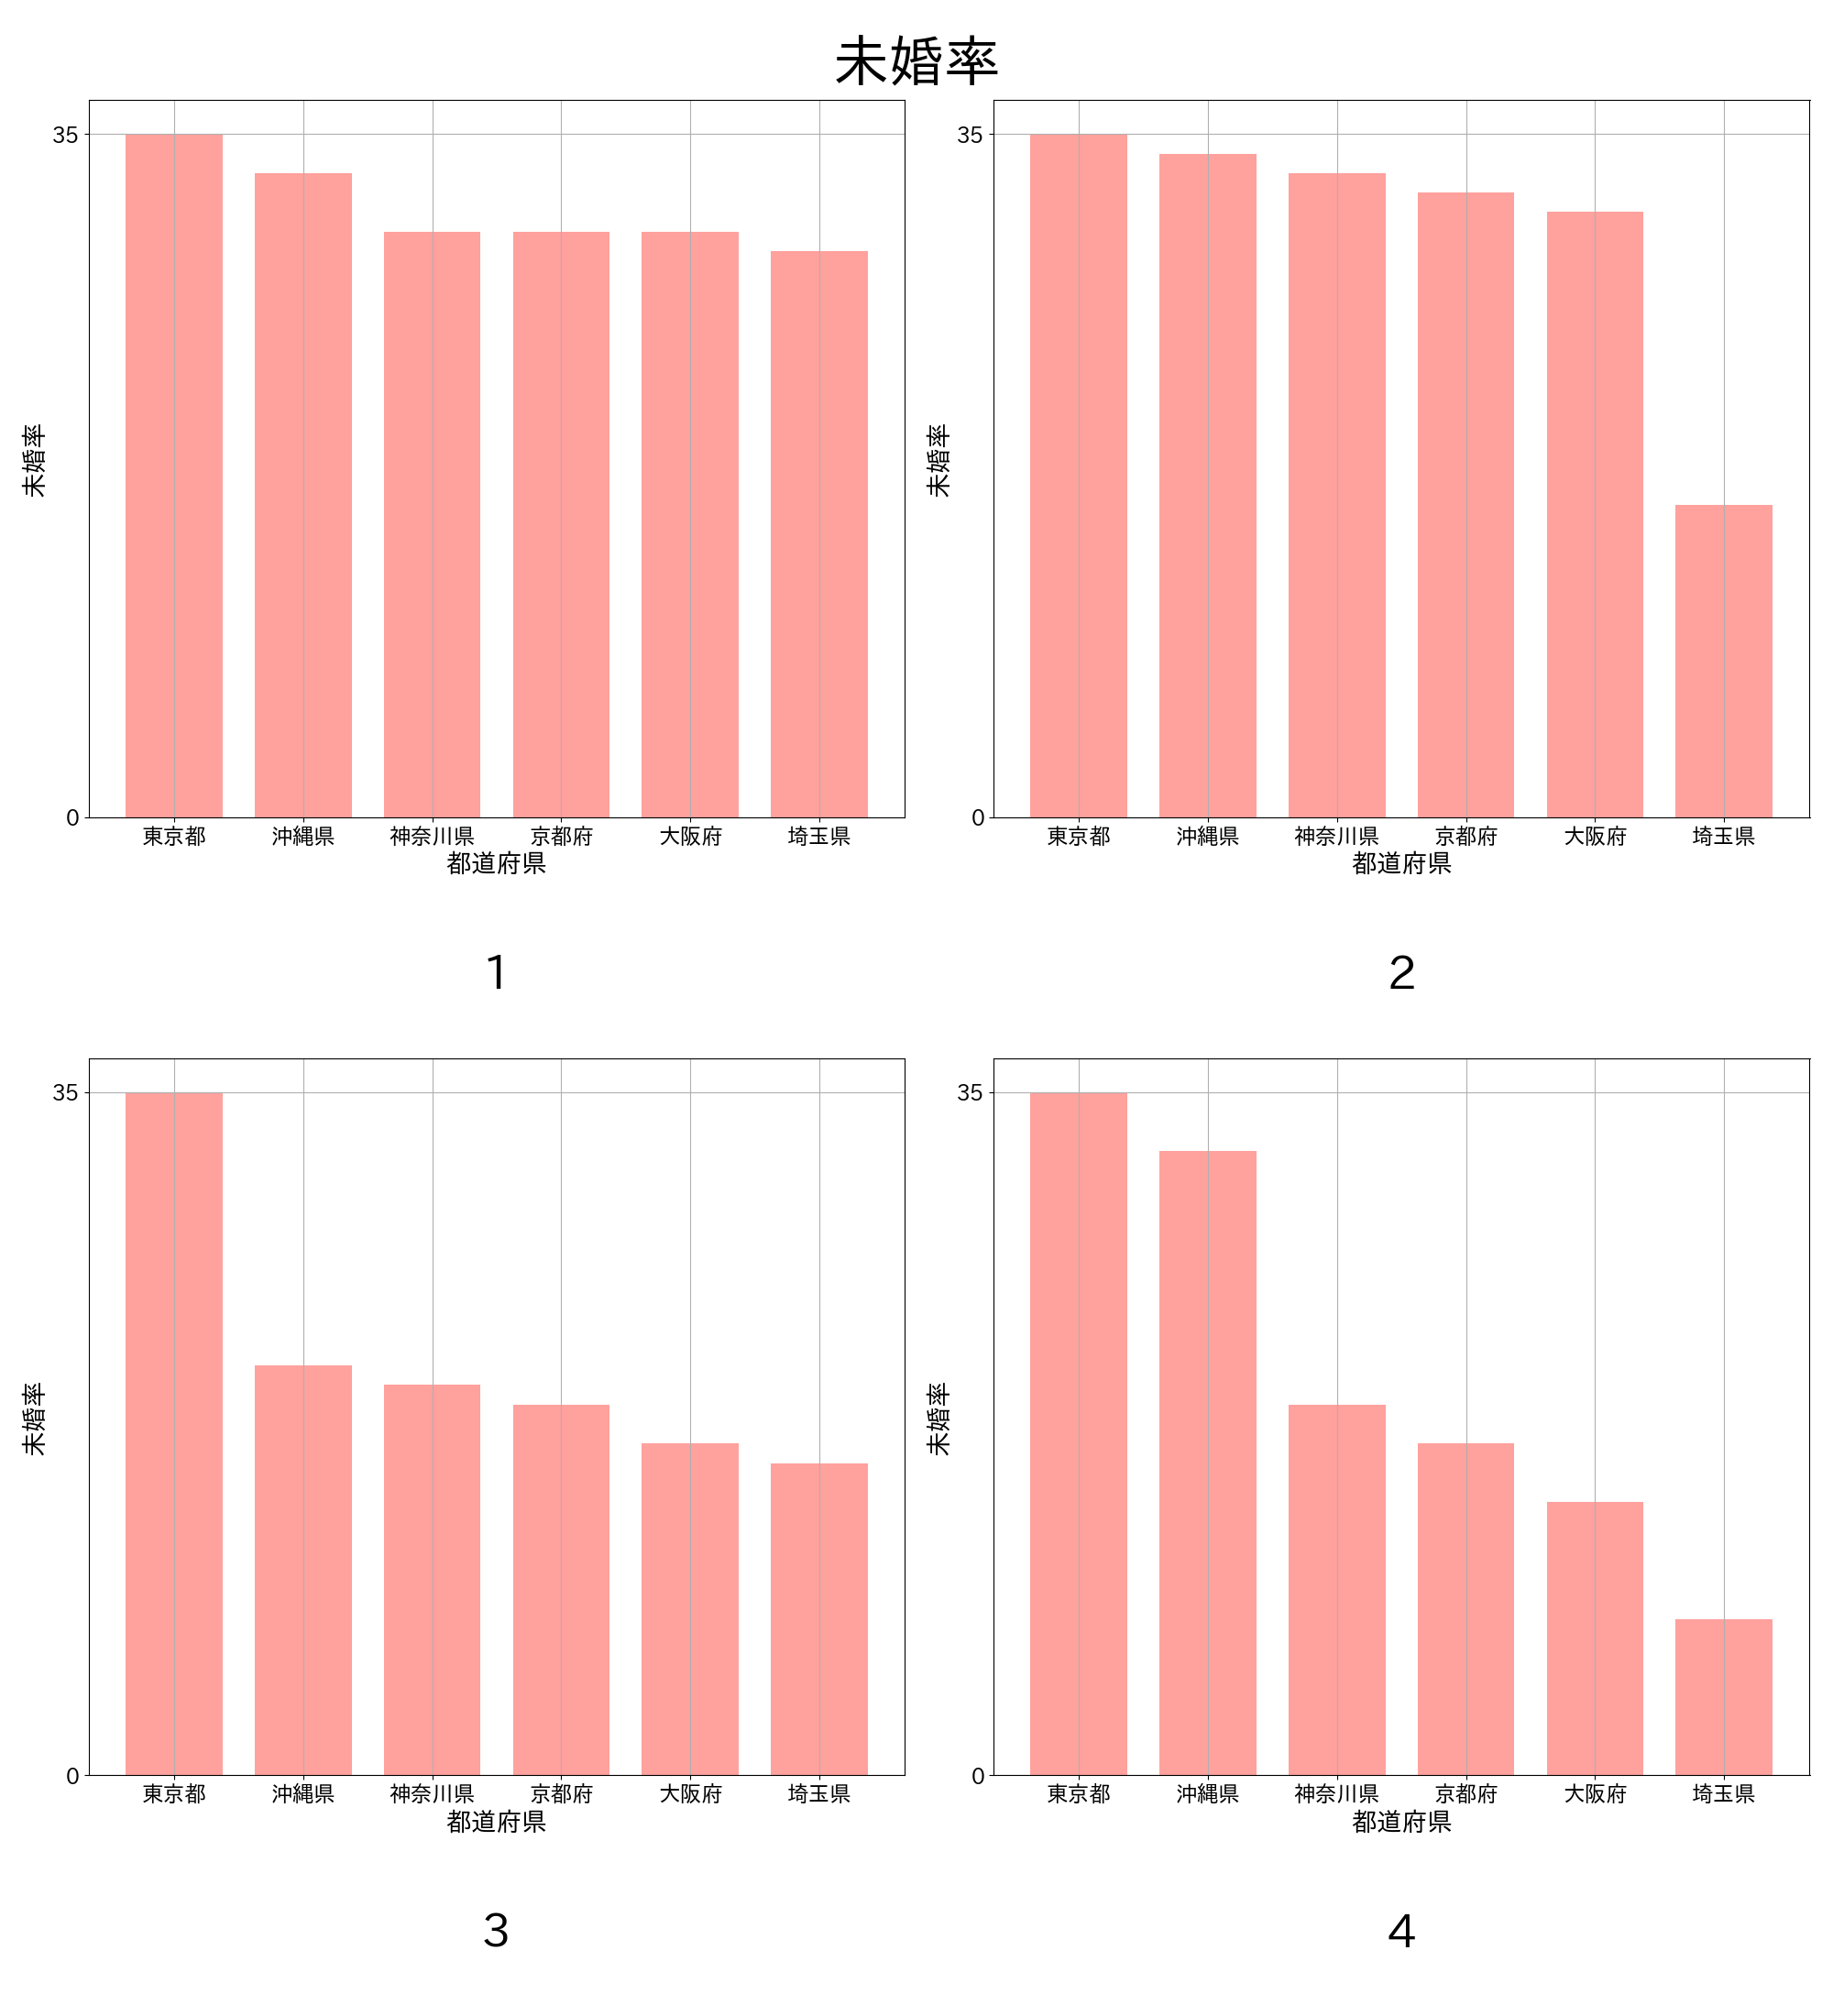 未婚率
35
0
未婚率
東京都 沖縄県 神奈川県 京都府 大阪府 埼玉県
都道府県
1
35
0
未婚率
東京都 沖縄県 神奈川県 京都府 大阪府 埼玉県
都道府県
2
35
0
未婚率
東京都 沖縄県 神奈川県 京都府 大阪府 埼玉県
都道府県
3
35
0
未婚率
東京都 沖縄県 神奈川県 京都府 大阪府 埼玉県
都道府県
4